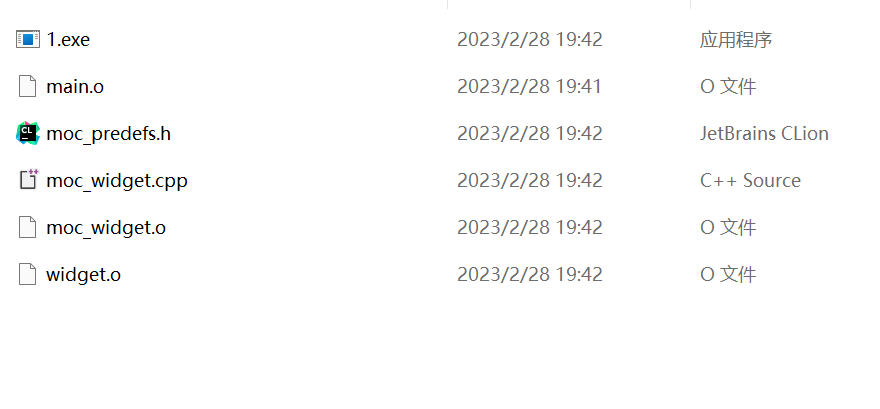 1.exe 2023/2/28 19:42 应用程序
main.o 2023/2/28 19:41 O 文件
moc_predefs.h 2023/2/28 19:42 JetBrains CLion
moc_widget.cpp 2023/2/28 19:42 C++ Source
moc_widget.o 2023/2/28 19:42 O 文件
widget.o 2023/2/28 19:42 O 文件